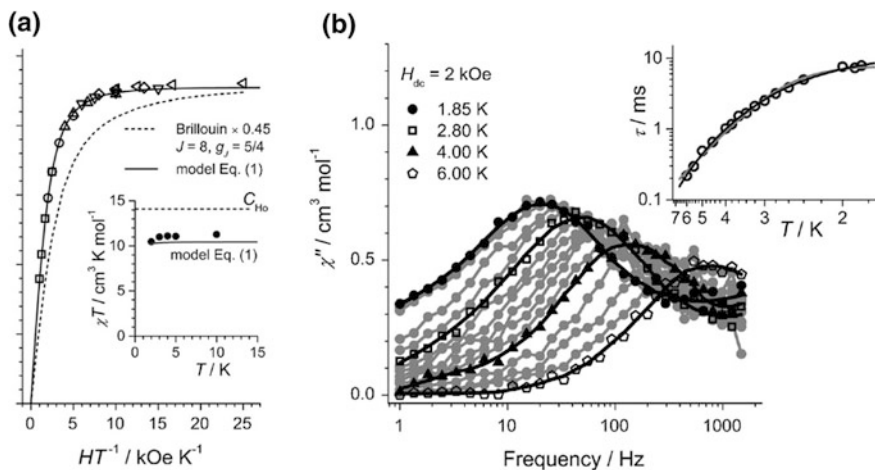 (a)
Brillouin × 0.45
J = 8, g_J = 5/4
model Eq. (1)
15
10
5
0
χT / cm³ K mol⁻¹
C_Ho
model Eq. (1)
0 5 10 15
T / K
0 5 10 15 20 25
HT⁻¹ / kOe K⁻¹
(b)
H_dc = 2 kOe
1.85 K
2.80 K
4.00 K
6.00 K
1.0
0.5
0.0
χ'' / cm³ mol⁻¹
1 10 100 1000
Frequency / Hz
10
1
0.1
τ / ms
7 6 5 4 3 2
T / K